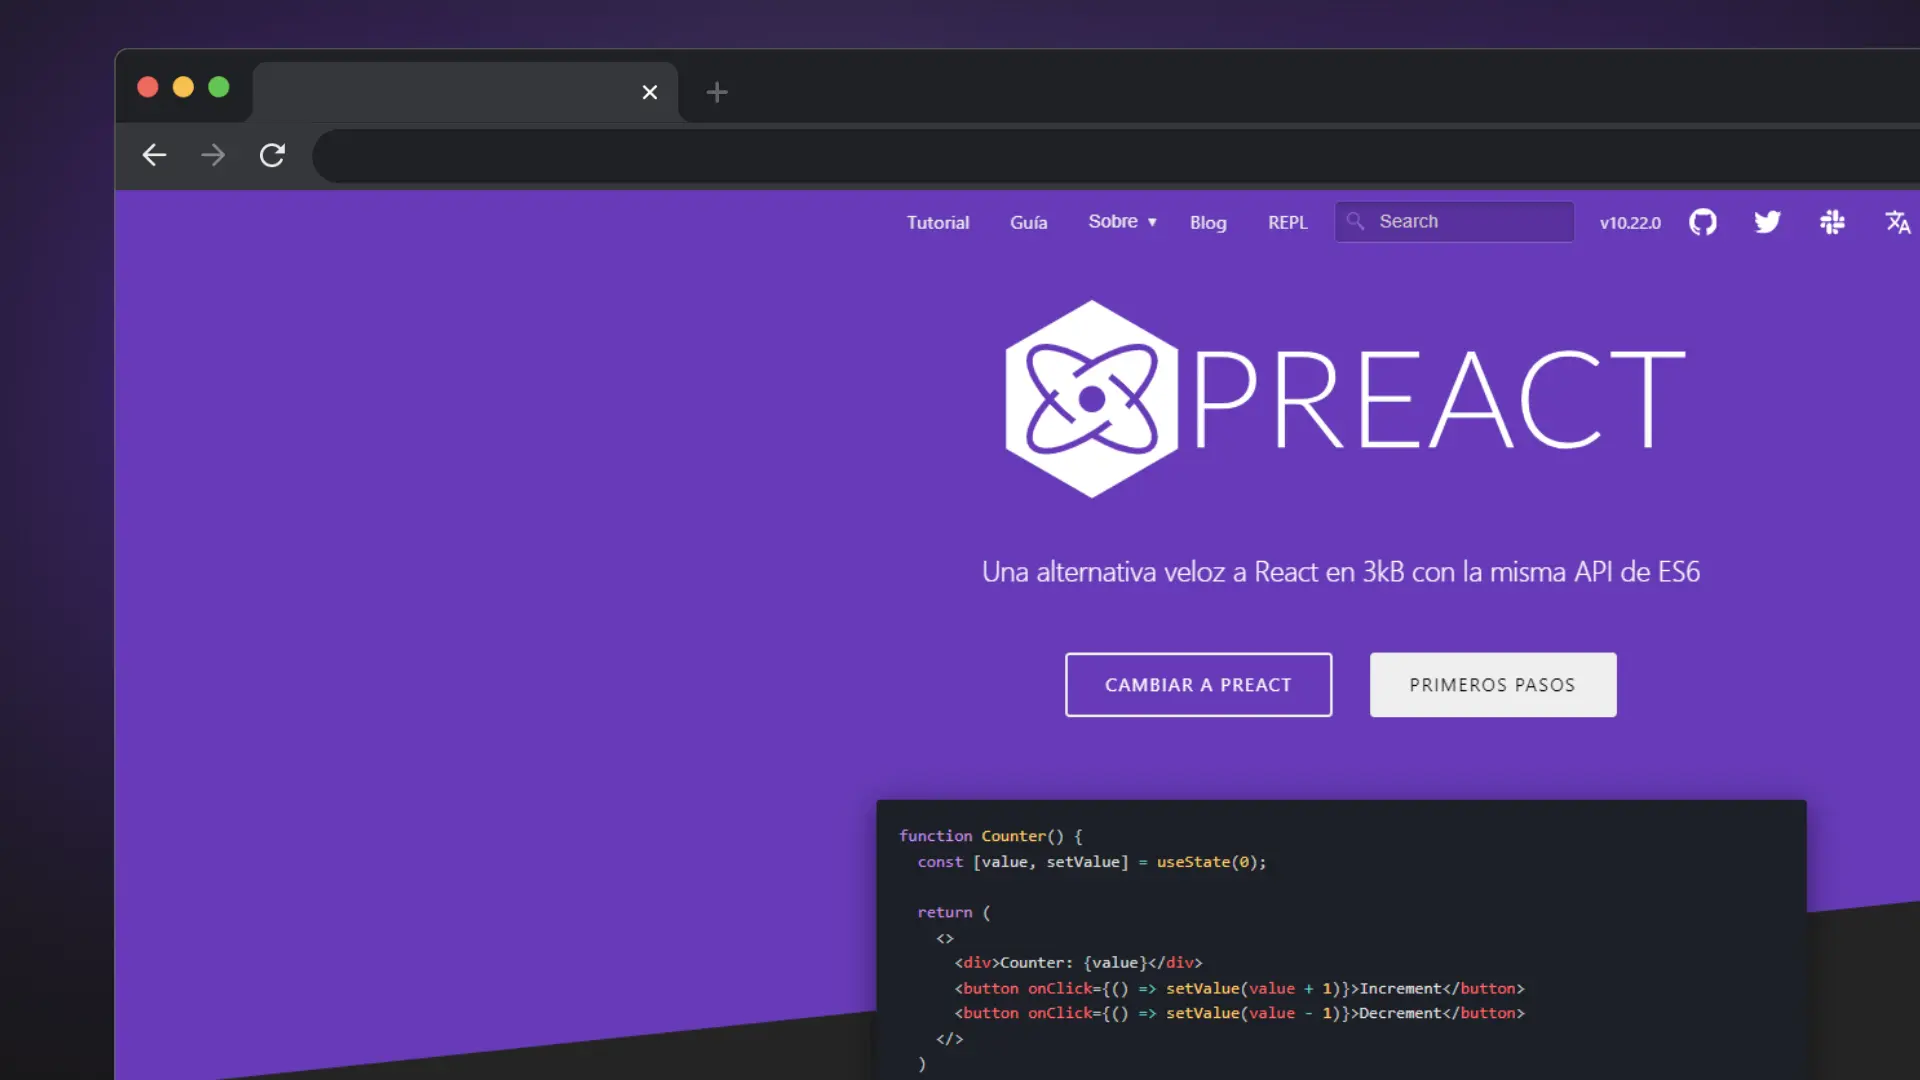 Tutorial Guía Sobre ▼ Blog REPL Search v10.22.0
PREACT
Una alternativa veloz a React en 3kB con la misma API de ES6
CAMBIAR A PREACT PRIMEROS PASOS
function Counter() {
  const [value, setValue] = useState(0);
  return (
    <>
      <div>Counter: {value}</div>
      <button onClick={() => setValue(value + 1)}>Increment</button>
      <button onClick={() => setValue(value - 1)}>Decrement</button>
    </>
  )